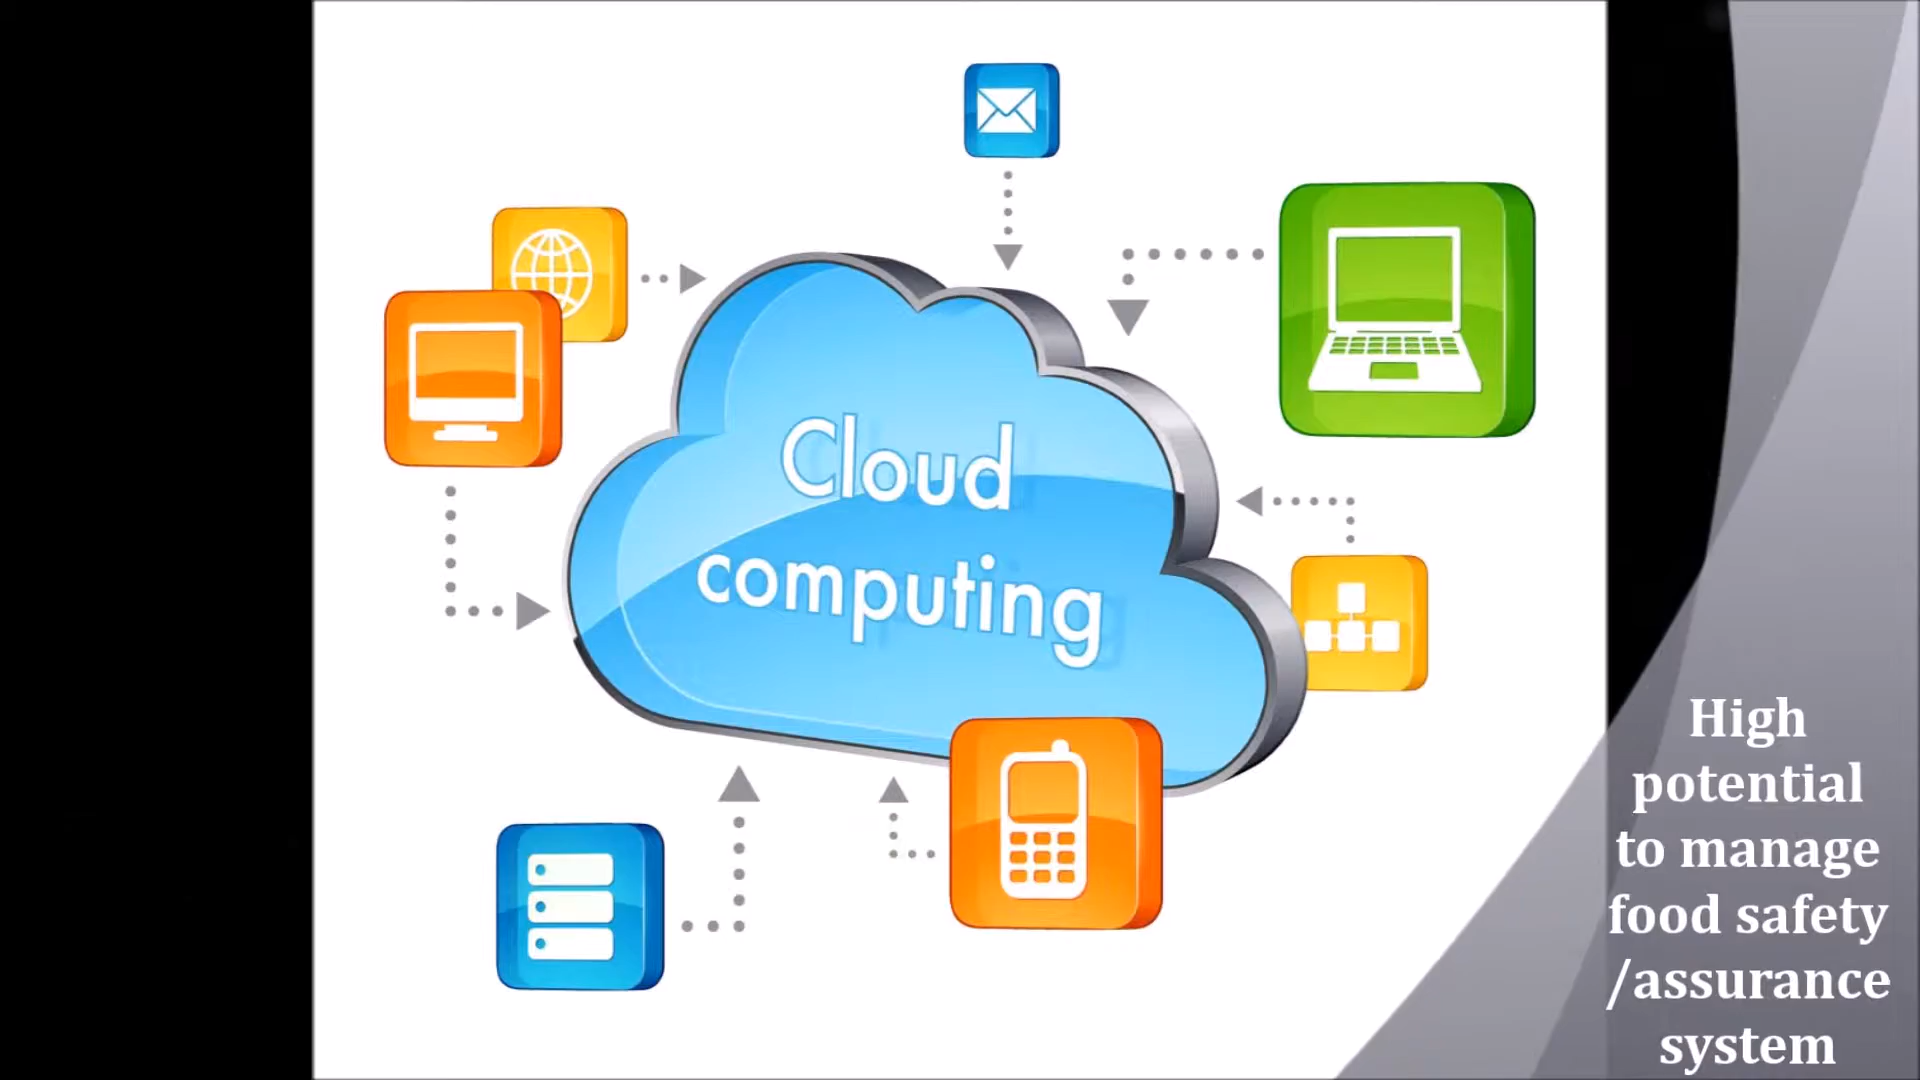 Cloud
computing
High
potential
to manage
food safety
/assurance
system